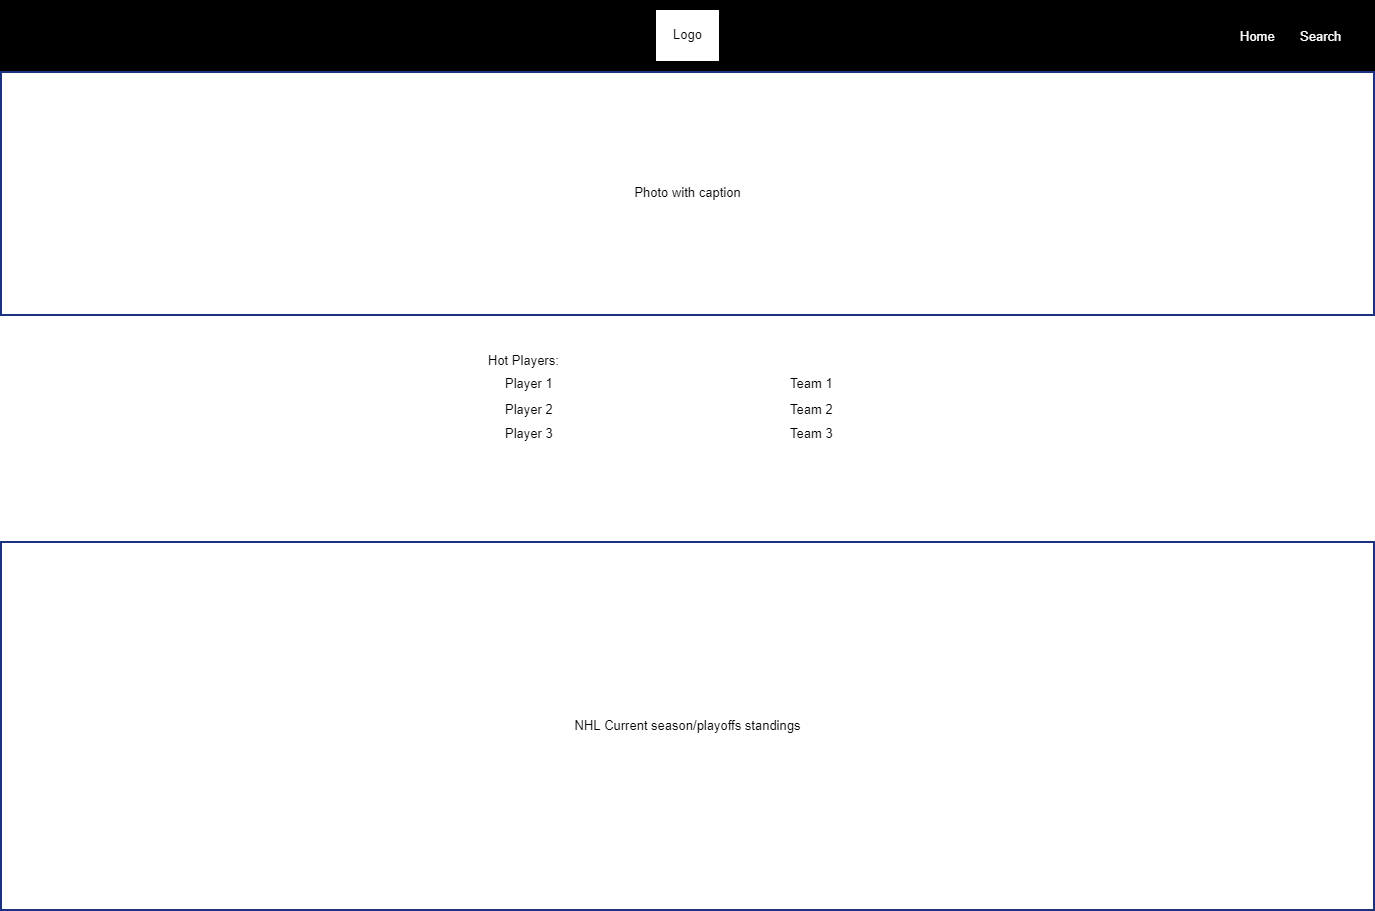 Logo
Home Search
Photo with caption
Hot Players:
Player 1 Team 1
Player 2 Team 2
Player 3 Team 3
NHL Current season/playoffs standings